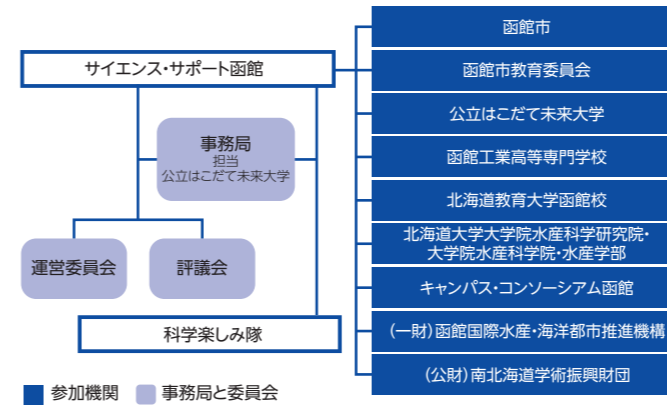 サイエンス・サポート函館
事務局
担当
公立はこだて未来大学
運営委員会
評議会
科学楽しみ隊
函館市
函館市教育委員会
公立はこだて未来大学
函館工業高等専門学校
北海道教育大学函館校
北海道大学大学院水産科学研究院・
大学院水産科学院・水産学部
キャンパス・コンソーシアム函館
(一財)函館国際水産・海洋都市推進機構
(公財)南北海道学術振興財団
参加機関
事務局と委員会